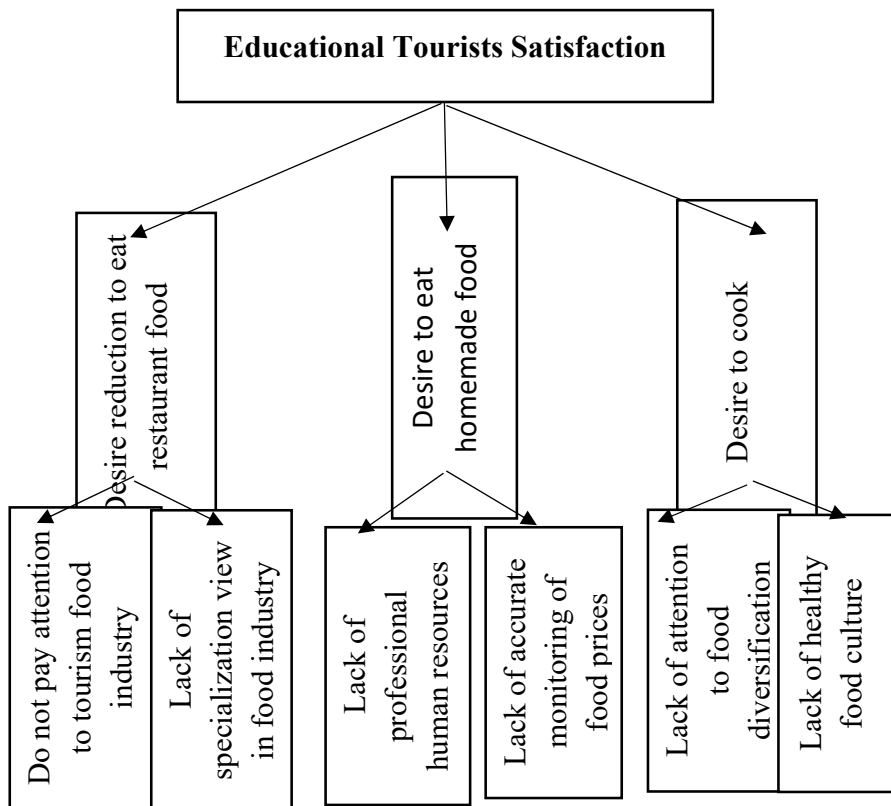 Educational Tourists Satisfaction
Desire reduction to eat
restaurant food
Desire to eat
homemade food
Desire to cook
Do not pay attention
to tourism food
industry
Lack of
specialization view
in food industry
Lack of
professional
human resources
Lack of accurate
monitoring of
food prices
Lack of attention
to food
diversification
Lack of healthy
food culture